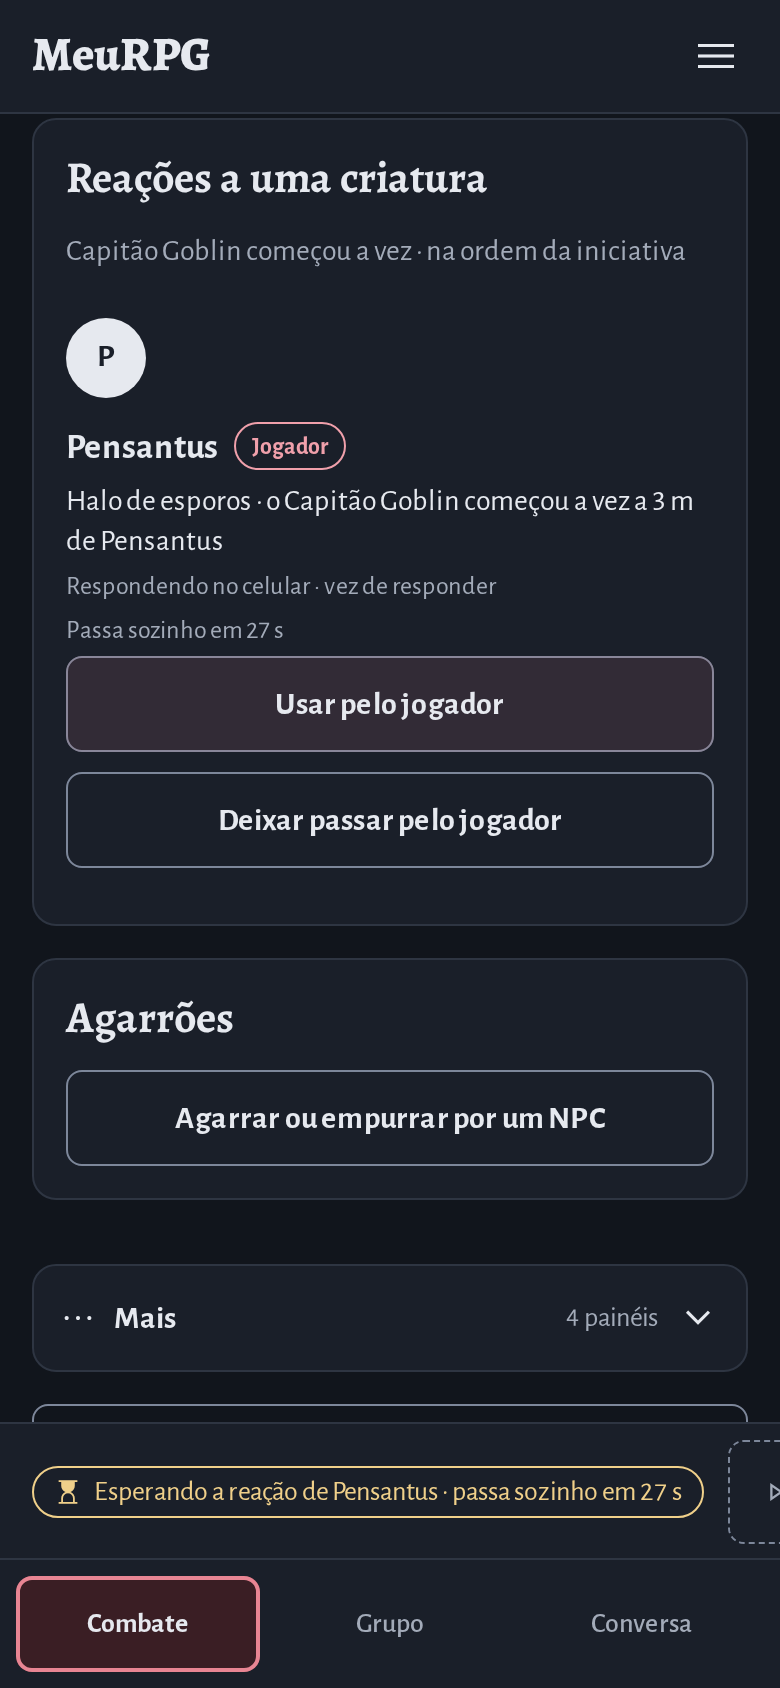 MeuRPG
Reações a uma criatura
Capitão Goblin começou a vez · na ordem da iniciativa
P
Pensantus
Jogador
Halo de esporos · o Capitão Goblin começou a vez a 3 m
de Pensantus
Respondendo no celular · vez de responder
Passa sozinho em 27 s
Usar pelo jogador
Deixar passar pelo jogador
Agarrões
Agarrar ou empurrar por um NPC
Mais
4 painéis
Esperando a reação de Pensantus · passa sozinho em 27 s
Combate
Grupo
Conversa